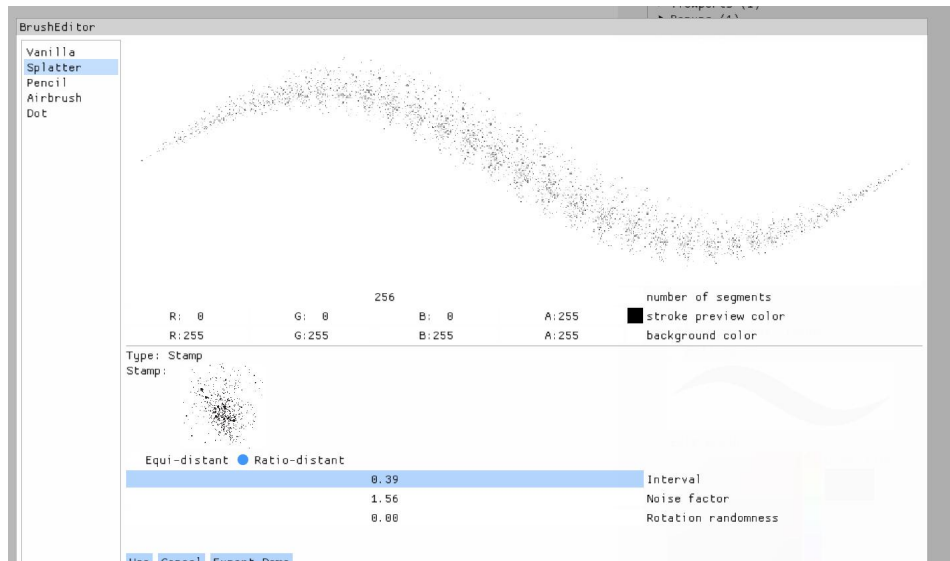 BrushEditor
Vanilla
Splatter
Pencil
Airbrush
Dot
256 number of segments
R: 0 G: 0 B: 0 A:255 stroke preview color
R:255 G:255 B:255 A:255 background color
Type: Stamp
Stamp:
Equi-distant Ratio-distant
0.39 Interval
1.56 Noise factor
0.00 Rotation randomness
Cancel Export